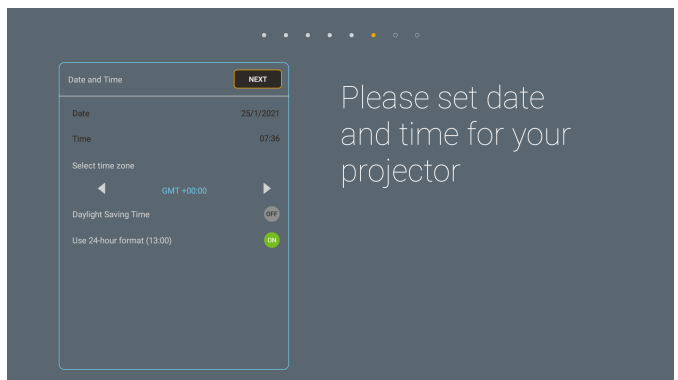 Date and Time
NEXT
Date 25/1/2021
Time 07:36
Select time zone
GMT +00:00
Daylight Saving Time OFF
Use 24-hour format (13:00) ON
Please set date
and time for your
projector